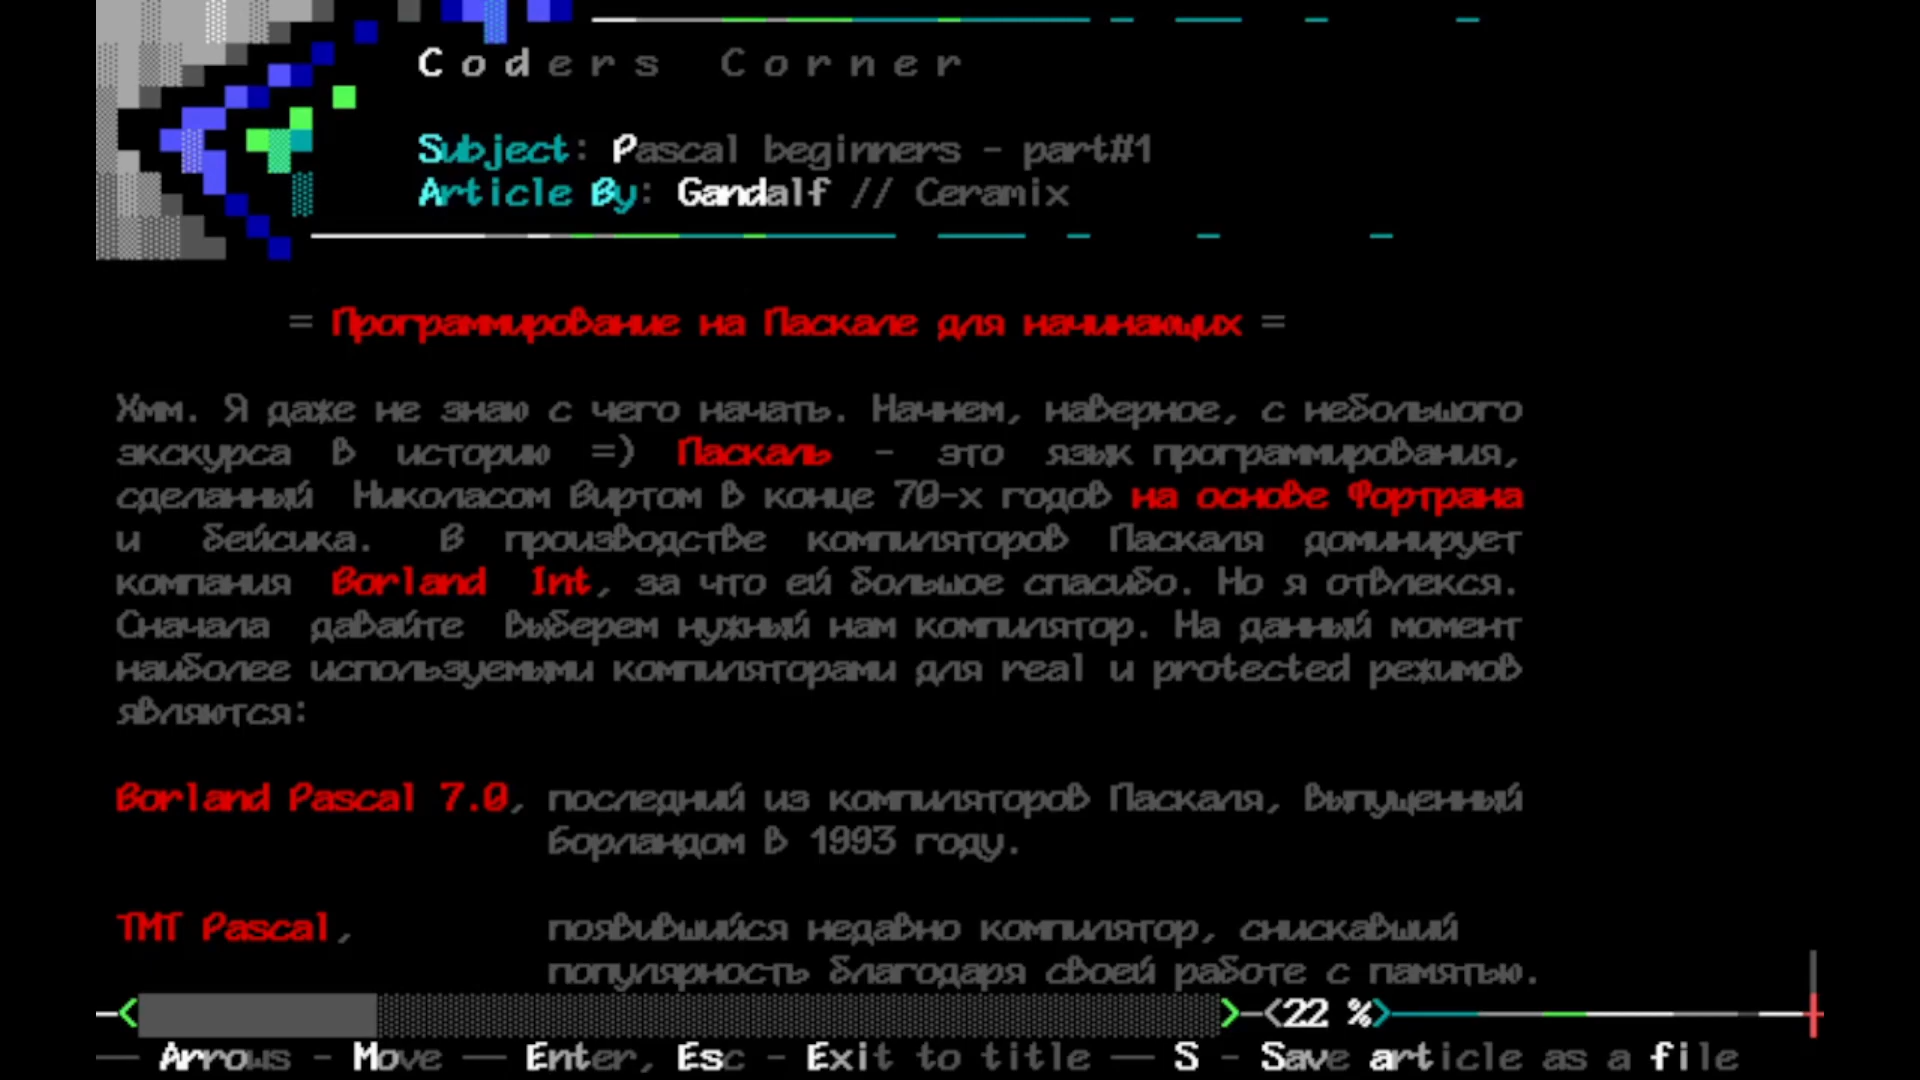 Coders Corner
Subject: Pascal beginners - part#1
Article By: Gandalf // Ceramix
= Программирование на Паскале для начинающих =
Хмм. Я даже не знаю с чего начать. Начнем, наверное, с небольшого
экскурса в историю =) Паскаль - это язык программирования,
сделанный Николасом Виртом в конце 70-х годов на основе Фортрана
и бейсика. В производстве компиляторов Паскаля доминирует
компания Borland Int, за что ей большое спасибо. Но я отвлекся.
Сначала давайте выберем нужный нам компилятор. На данный момент
наиболее используемыми компиляторами для real и protected режимов
являются:
Borland Pascal 7.0, последний из компиляторов Паскаля, выпущенный
Борландом в 1993 году.
TMT Pascal, появившийся недавно компилятор, снискавший
популярность благодаря своей работе с памятью.
<22 %>
Arrows - Move — Enter, Esc - Exit to title — S - Save article as a file